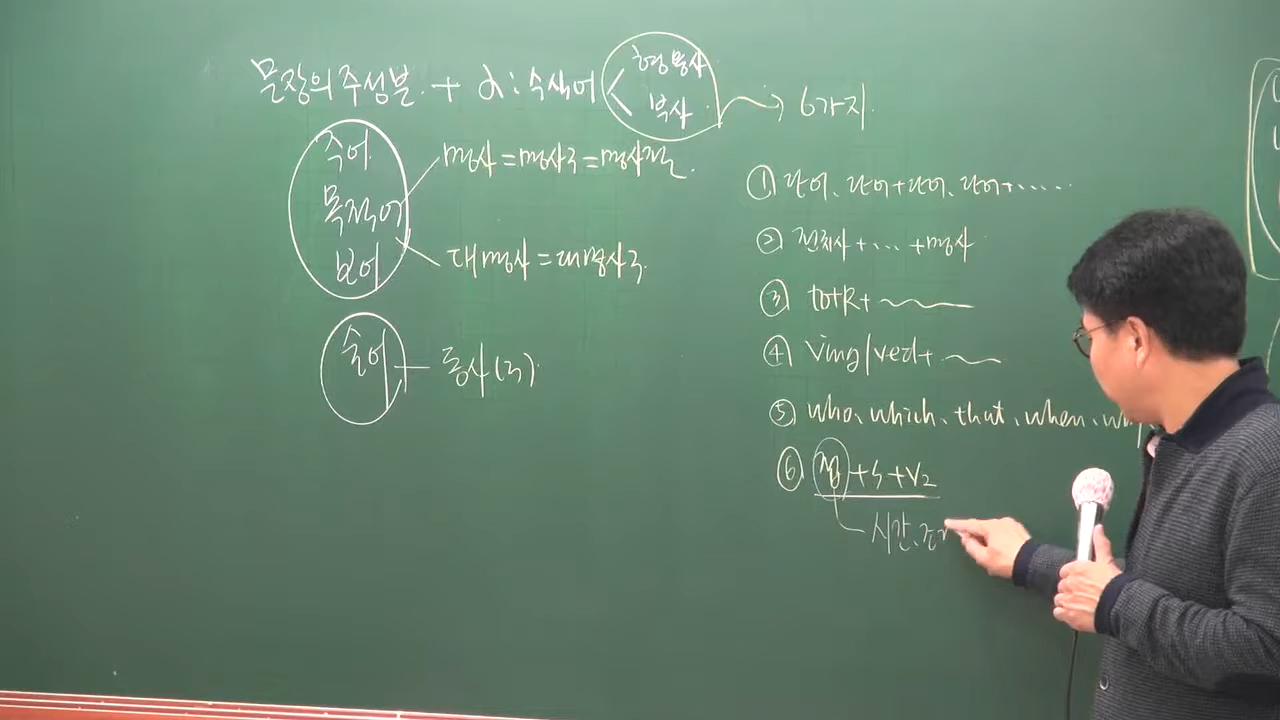 문장의 주성분 + α : 수식어 < 형용사
부사 → 6가지
주어
목적어
보어
명사 = 명사구 = 명사절
대명사 = 대명사구
술어 동사(구)
① 단어, 단어+단어, 단어+.....
② 전치사+...+명사
③ to+R+
④ Ving/Ved+
⑤ who, which, that, when,
⑥ 접+S+V2
시간,